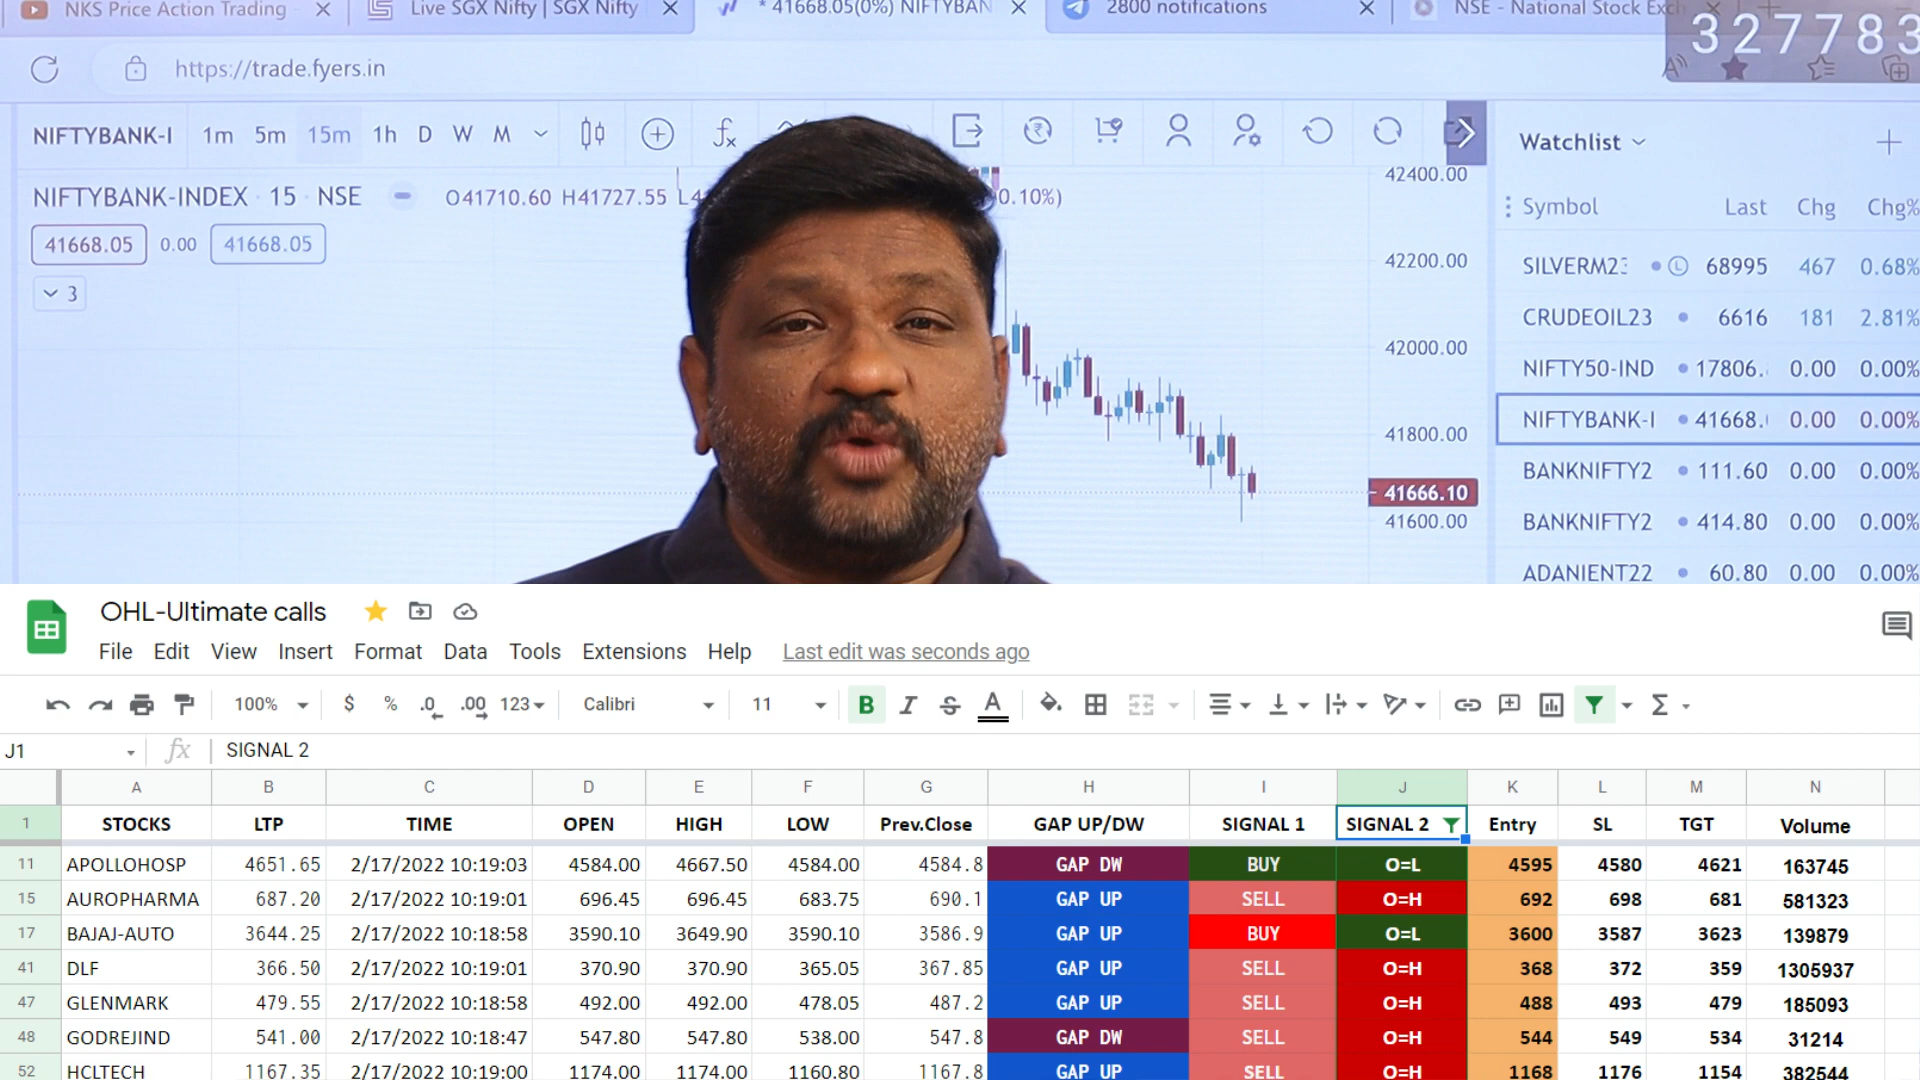 NKS Price Action Trading
Live SGX Nifty | SGX Nifty
* 41668.05(0%) NIFTYBAN
2800 notifications
NSE - National Stock Exch
327783
https://trade.fyers.in
NIFTYBANK-I 1m 5m 15m 1h D W M
NIFTYBANK-INDEX · 15 · NSE O41710.60 H41727.55 L4 0.10%)
41668.05 0.00 41668.05
3
42400.00
42200.00
42000.00
41800.00
41666.10
41600.00
Watchlist
Symbol Last Chg Chg%
SILVERM23 L 68995 467 0.68%
CRUDEOIL23 6616 181 2.81%
NIFTY50-IND 17806. 0.00 0.00%
NIFTYBANK-I 41668. 0.00 0.00%
BANKNIFTY2 111.60 0.00 0.00%
BANKNIFTY2 414.80 0.00 0.00%
ADANIENT22 60.80 0.00 0.00%
OHL-Ultimate calls
File Edit View Insert Format Data Tools Extensions Help Last edit was seconds ago
100% $ % .0 .00 123 Calibri 11 B I S A Σ
J1 fx SIGNAL 2
A B C D E F G H I J K L M N
1 STOCKS LTP TIME OPEN HIGH LOW Prev.Close GAP UP/DW SIGNAL 1 SIGNAL 2 Entry SL TGT Volume
11 APOLLOHOSP 4651.65 2/17/2022 10:19:03 4584.00 4667.50 4584.00 4584.8 GAP DW BUY O=L 4595 4580 4621 163745
15 AUROPHARMA 687.20 2/17/2022 10:19:01 696.45 696.45 683.75 690.1 GAP UP SELL O=H 692 698 681 581323
17 BAJAJ-AUTO 3644.25 2/17/2022 10:18:58 3590.10 3649.90 3590.10 3586.9 GAP UP BUY O=L 3600 3587 3623 139879
41 DLF 366.50 2/17/2022 10:19:01 370.90 370.90 365.05 367.85 GAP UP SELL O=H 368 372 359 1305937
47 GLENMARK 479.55 2/17/2022 10:18:58 492.00 492.00 478.05 487.2 GAP UP SELL O=H 488 493 479 185093
48 GODREJIND 541.00 2/17/2022 10:18:47 547.80 547.80 538.00 547.8 GAP DW SELL O=H 544 549 534 31214
52 HCLTECH 1167.35 2/17/2022 10:19:00 1174.00 1174.00 1160.80 1167.8 GAP UP SELL O=H 1168 1176 1154 382544